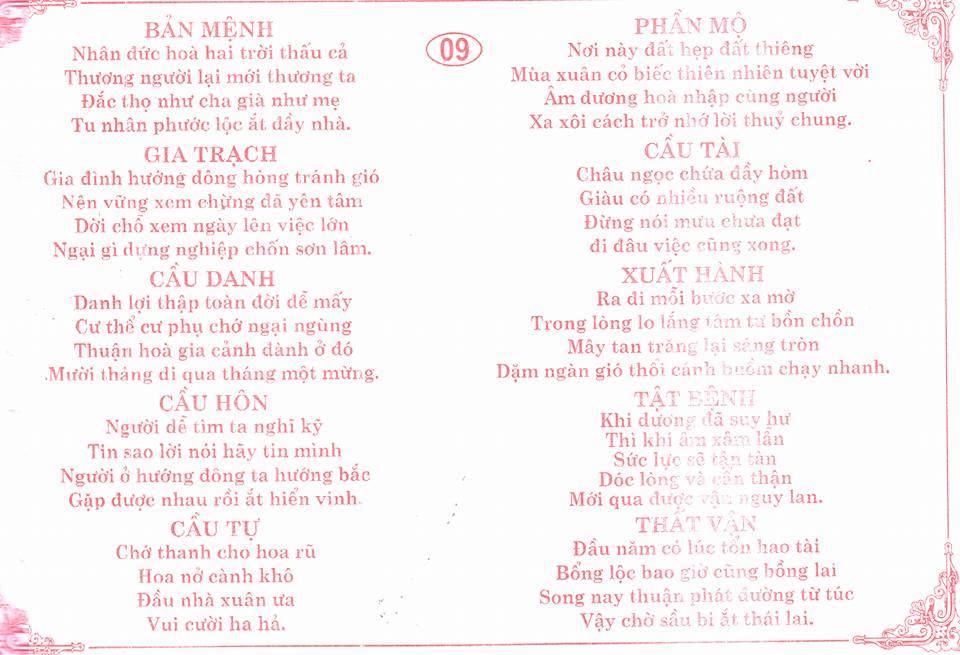 09
BẢN MỆNH
Nhân đức hoà hai trời thấu cả
Thương người lại mới thương ta
Đắc thọ như cha già như mẹ
Tu nhân phước lộc ắt đầy nhà.
GIA TRẠCH
Gia đình hướng đông hòng tránh gió
Nên vững xem chừng đã yên tâm
Dời chỗ xem ngày lên việc lớn
Ngại gì dựng nghiệp chốn sơn lâm.
CẦU DANH
Danh lợi thập toàn đời dễ mấy
Cư thể cư phụ chớ ngại ngùng
Thuận hoà gia cảnh đành ở đó
Mười tháng đi qua tháng một mừng.
CẦU HÔN
Người dễ tìm ta nghĩ kỹ
Tin sao lời nói hãy tin mình
Người ở hướng đông ta hướng bắc
Gặp được nhau rồi ắt hiển vinh.
CẦU TỰ
Chớ thanh cho hoa rũ
Hoa nở cành khô
Đầu nhà xuân ưa
Vui cười ha hả.
PHẦN MỘ
Nơi này đất hẹp đất thiêng
Mùa xuân cỏ biếc thiên nhiên tuyệt vời
Âm dương hoà nhập cùng người
Xa xôi cách trở nhớ lời thuỷ chung.
CẦU TÀI
Châu ngọc chứa đầy hòm
Giàu có nhiều ruộng đất
Đừng nói mưu chưa đạt
đi đâu việc cũng xong.
XUẤT HÀNH
Ra đi mỗi bước xa mờ
Trong lòng lo lắng tâm tư bồn chồn
Mây tan trăng lại sáng tròn
Dặm ngàn gió thổi cánh buồm chạy nhanh.
TẬT BỆNH
Khi dương đã suy hư
Thì khí âm xâm lấn
Sức lực sẽ tận tàn
Dóc lòng và cẩn thận
Mới qua được vận nguy lan.
THẤT VẬN
Đầu năm có lúc tổn hao tài
Bổng lộc bao giờ cũng bồng lai
Song nay thuận phát đường từ túc
Vậy chờ sầu bi ắt thái lai.